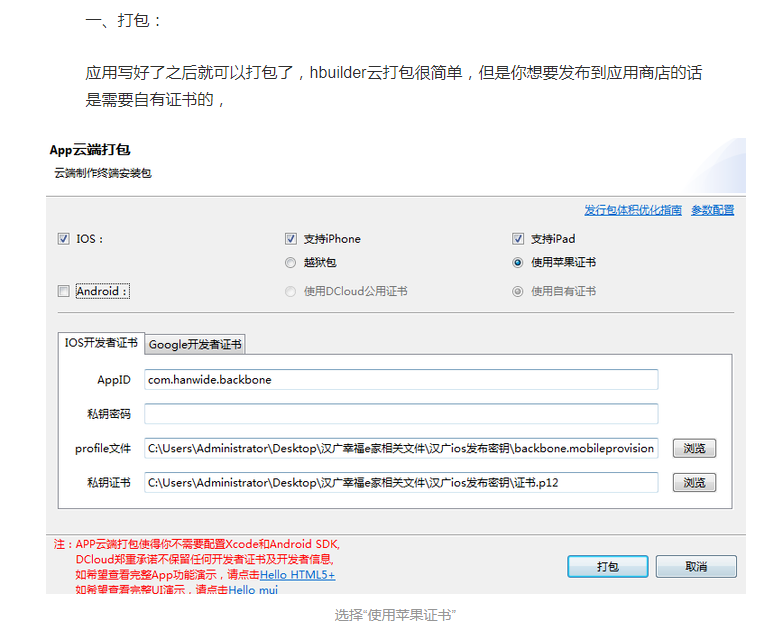 一、打包：
应用写好了之后就可以打包了，hbuilder云打包很简单，但是你想要发布到应用商店的话
是需要自有证书的，
App云端打包
云端制作终端安装包
发行包体积优化指南 参数配置
IOS： 支持iPhone 支持iPad
越狱包 使用苹果证书
Android： 使用DCloud公用证书 使用自有证书
IOS开发者证书 Google开发者证书
AppID com.hanwide.backbone
私钥密码
profile文件 C:\Users\Administrator\Desktop\汉广幸福e家相关文件\汉广ios发布密钥\backbone.mobileprovision 浏览
私钥证书 C:\Users\Administrator\Desktop\汉广幸福e家相关文件\汉广ios发布密钥\证书.p12 浏览
注：APP云端打包使得你不需要配置Xcode和Android SDK,
DCloud郑重承诺不保留任何开发者证书及开发者信息,
如希望查看完整App功能演示，请点击Hello HTML5+
如希望查看完整UI演示，请点击Hello mui
打包 取消
选择“使用苹果证书”